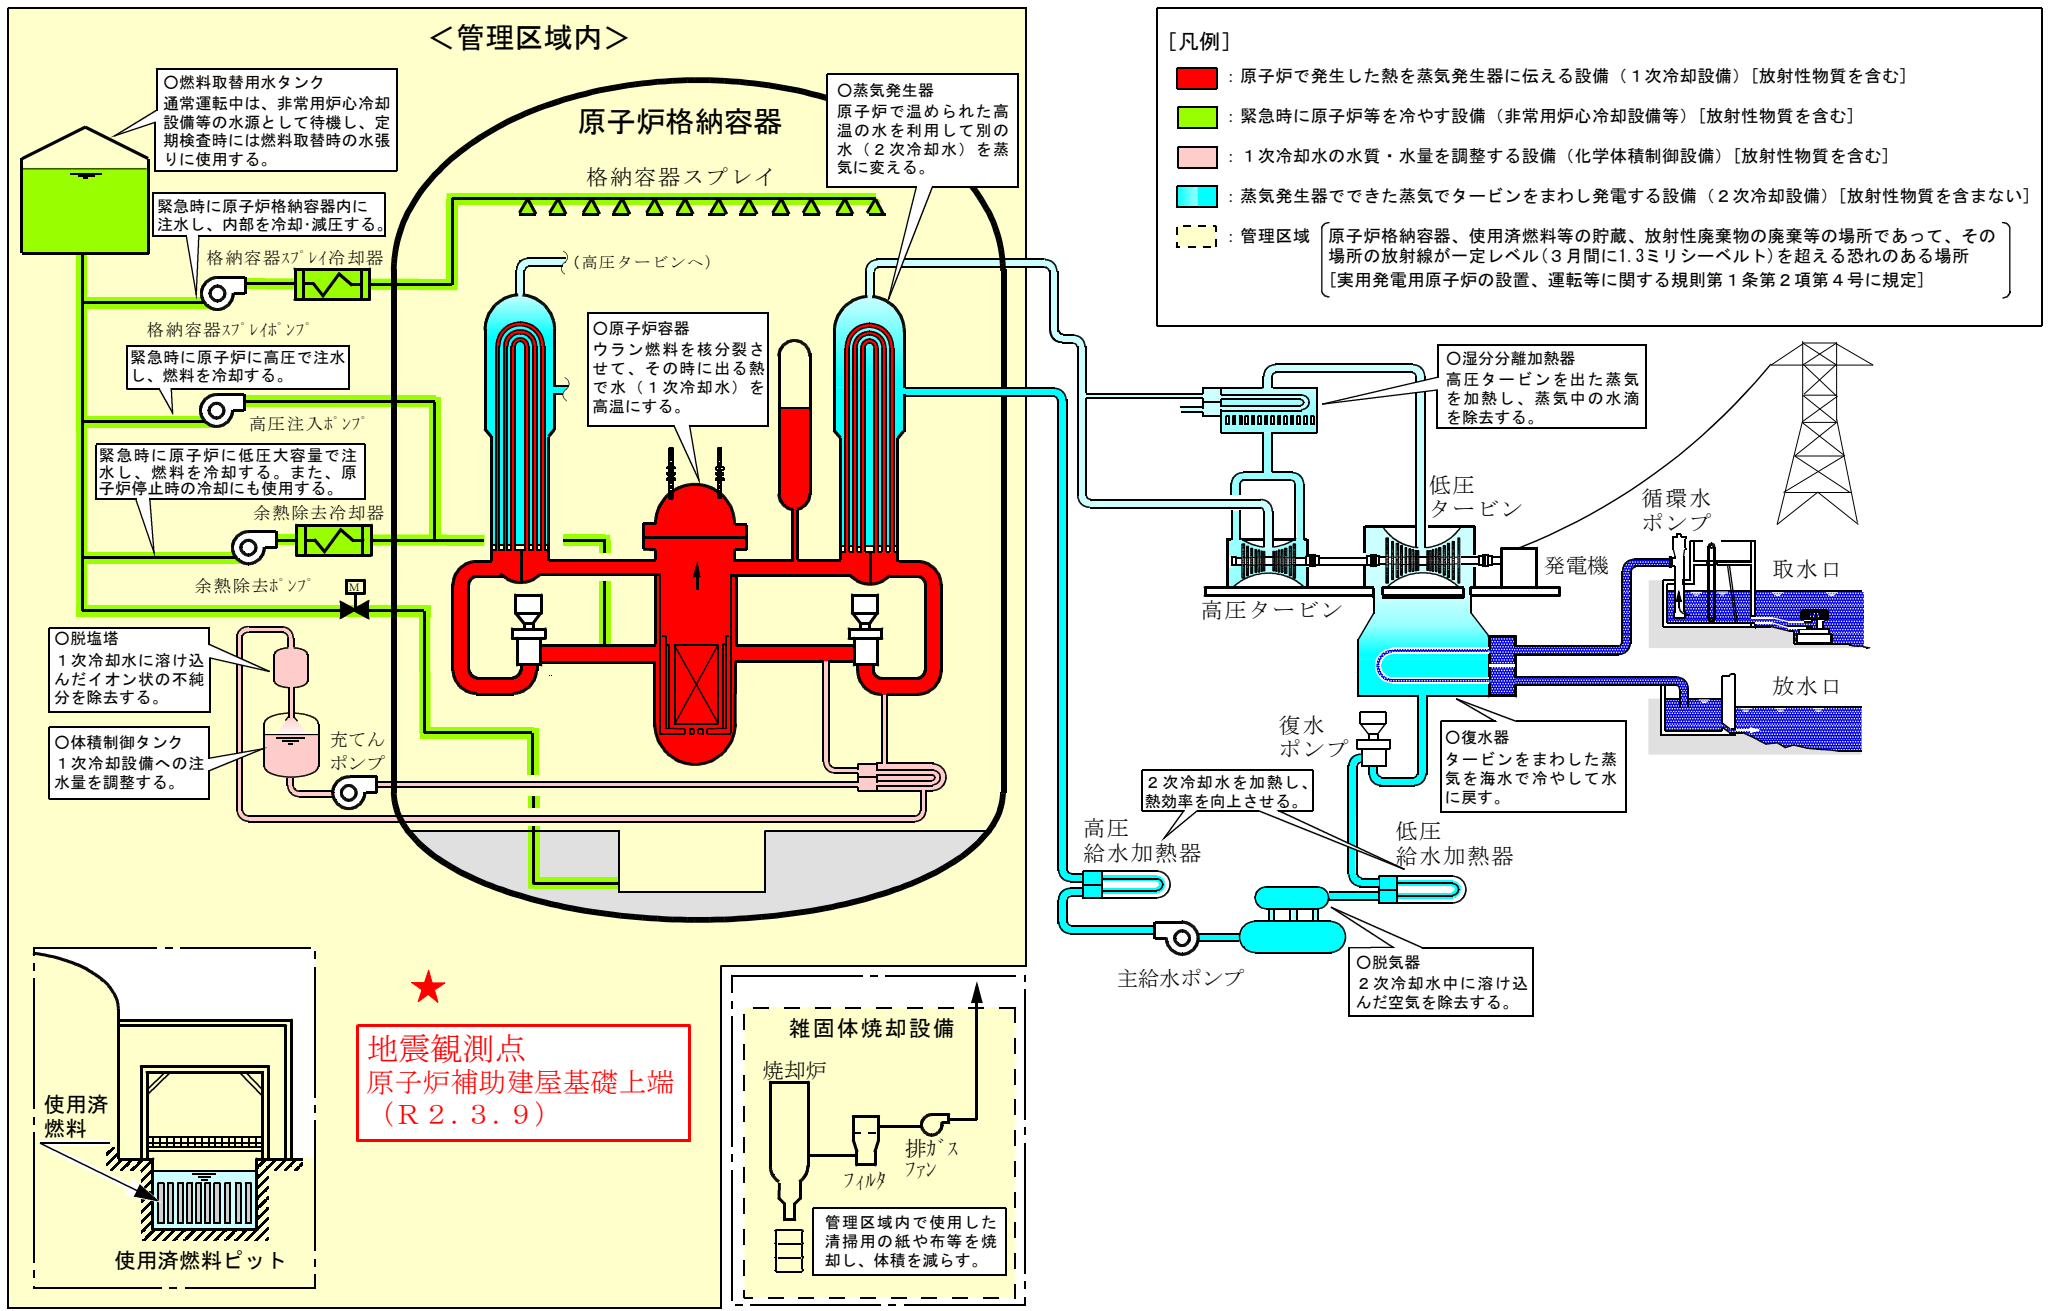 ＜管理区域内＞
○燃料取替用水タンク
通常運転中は、非常用炉心冷却
設備等の水源として待機し、定
期検査時には燃料取替時の水張
りに使用する。
緊急時に原子炉格納容器内に
注水し、内部を冷却・減圧する。
格納容器ｽﾌﾟﾚｲ冷却器
格納容器ｽﾌﾟﾚｲﾎﾟﾝﾌﾟ
緊急時に原子炉に高圧で注水
し、燃料を冷却する。
高圧注入ﾎﾟﾝﾌﾟ
緊急時に原子炉に低圧大容量で注
水し、燃料を冷却する。また、原
子炉停止時の冷却にも使用する。
余熱除去冷却器
余熱除去ﾎﾟﾝﾌﾟ
M
○脱塩塔
１次冷却水に溶け込
んだイオン状の不純
分を除去する。
○体積制御タンク
１次冷却設備への注
水量を調整する。
充てん
ポンプ
原子炉格納容器
格納容器スプレイ
○蒸気発生器
原子炉で温められた高
温の水を利用して別の
水（２次冷却水）を蒸
気に変える。
（高圧タービンへ）
○原子炉容器
ウラン燃料を核分裂さ
せて、その時に出る熱
で水（１次冷却水）を
高温にする。
［凡例］
：原子炉で発生した熱を蒸気発生器に伝える設備（１次冷却設備）［放射性物質を含む］
：緊急時に原子炉等を冷やす設備（非常用炉心冷却設備等）［放射性物質を含む］
：１次冷却水の水質・水量を調整する設備（化学体積制御設備）［放射性物質を含む］
：蒸気発生器でできた蒸気でタービンをまわし発電する設備（２次冷却設備）［放射性物質を含まない］
：管理区域
原子炉格納容器、使用済燃料等の貯蔵、放射性廃棄物の廃棄等の場所であって、その
場所の放射線が一定レベル（３月間に1.3ミリシーベルト）を超える恐れのある場所
［実用発電用原子炉の設置、運転等に関する規則第１条第２項第４号に規定］
○湿分分離加熱器
高圧タービンを出た蒸気
を加熱し、蒸気中の水滴
を除去する。
低圧
タービン
高圧タービン
発電機
循環水
ポンプ
取水口
放水口
復水
ポンプ
○復水器
タービンをまわした蒸
気を海水で冷やして水
に戻す。
２次冷却水を加熱し、
熱効率を向上させる。
高圧
給水加熱器
低圧
給水加熱器
主給水ポンプ
○脱気器
２次冷却水中に溶け込
んだ空気を除去する。
使用済
燃料
使用済燃料ピット
★
地震観測点
原子炉補助建屋基礎上端
（Ｒ２．３．９）
雑固体焼却設備
焼却炉
ﾌｨﾙﾀ
排ｶﾞｽ
ﾌｧﾝ
管理区域内で使用した
清掃用の紙や布等を焼
却し、体積を減らす。